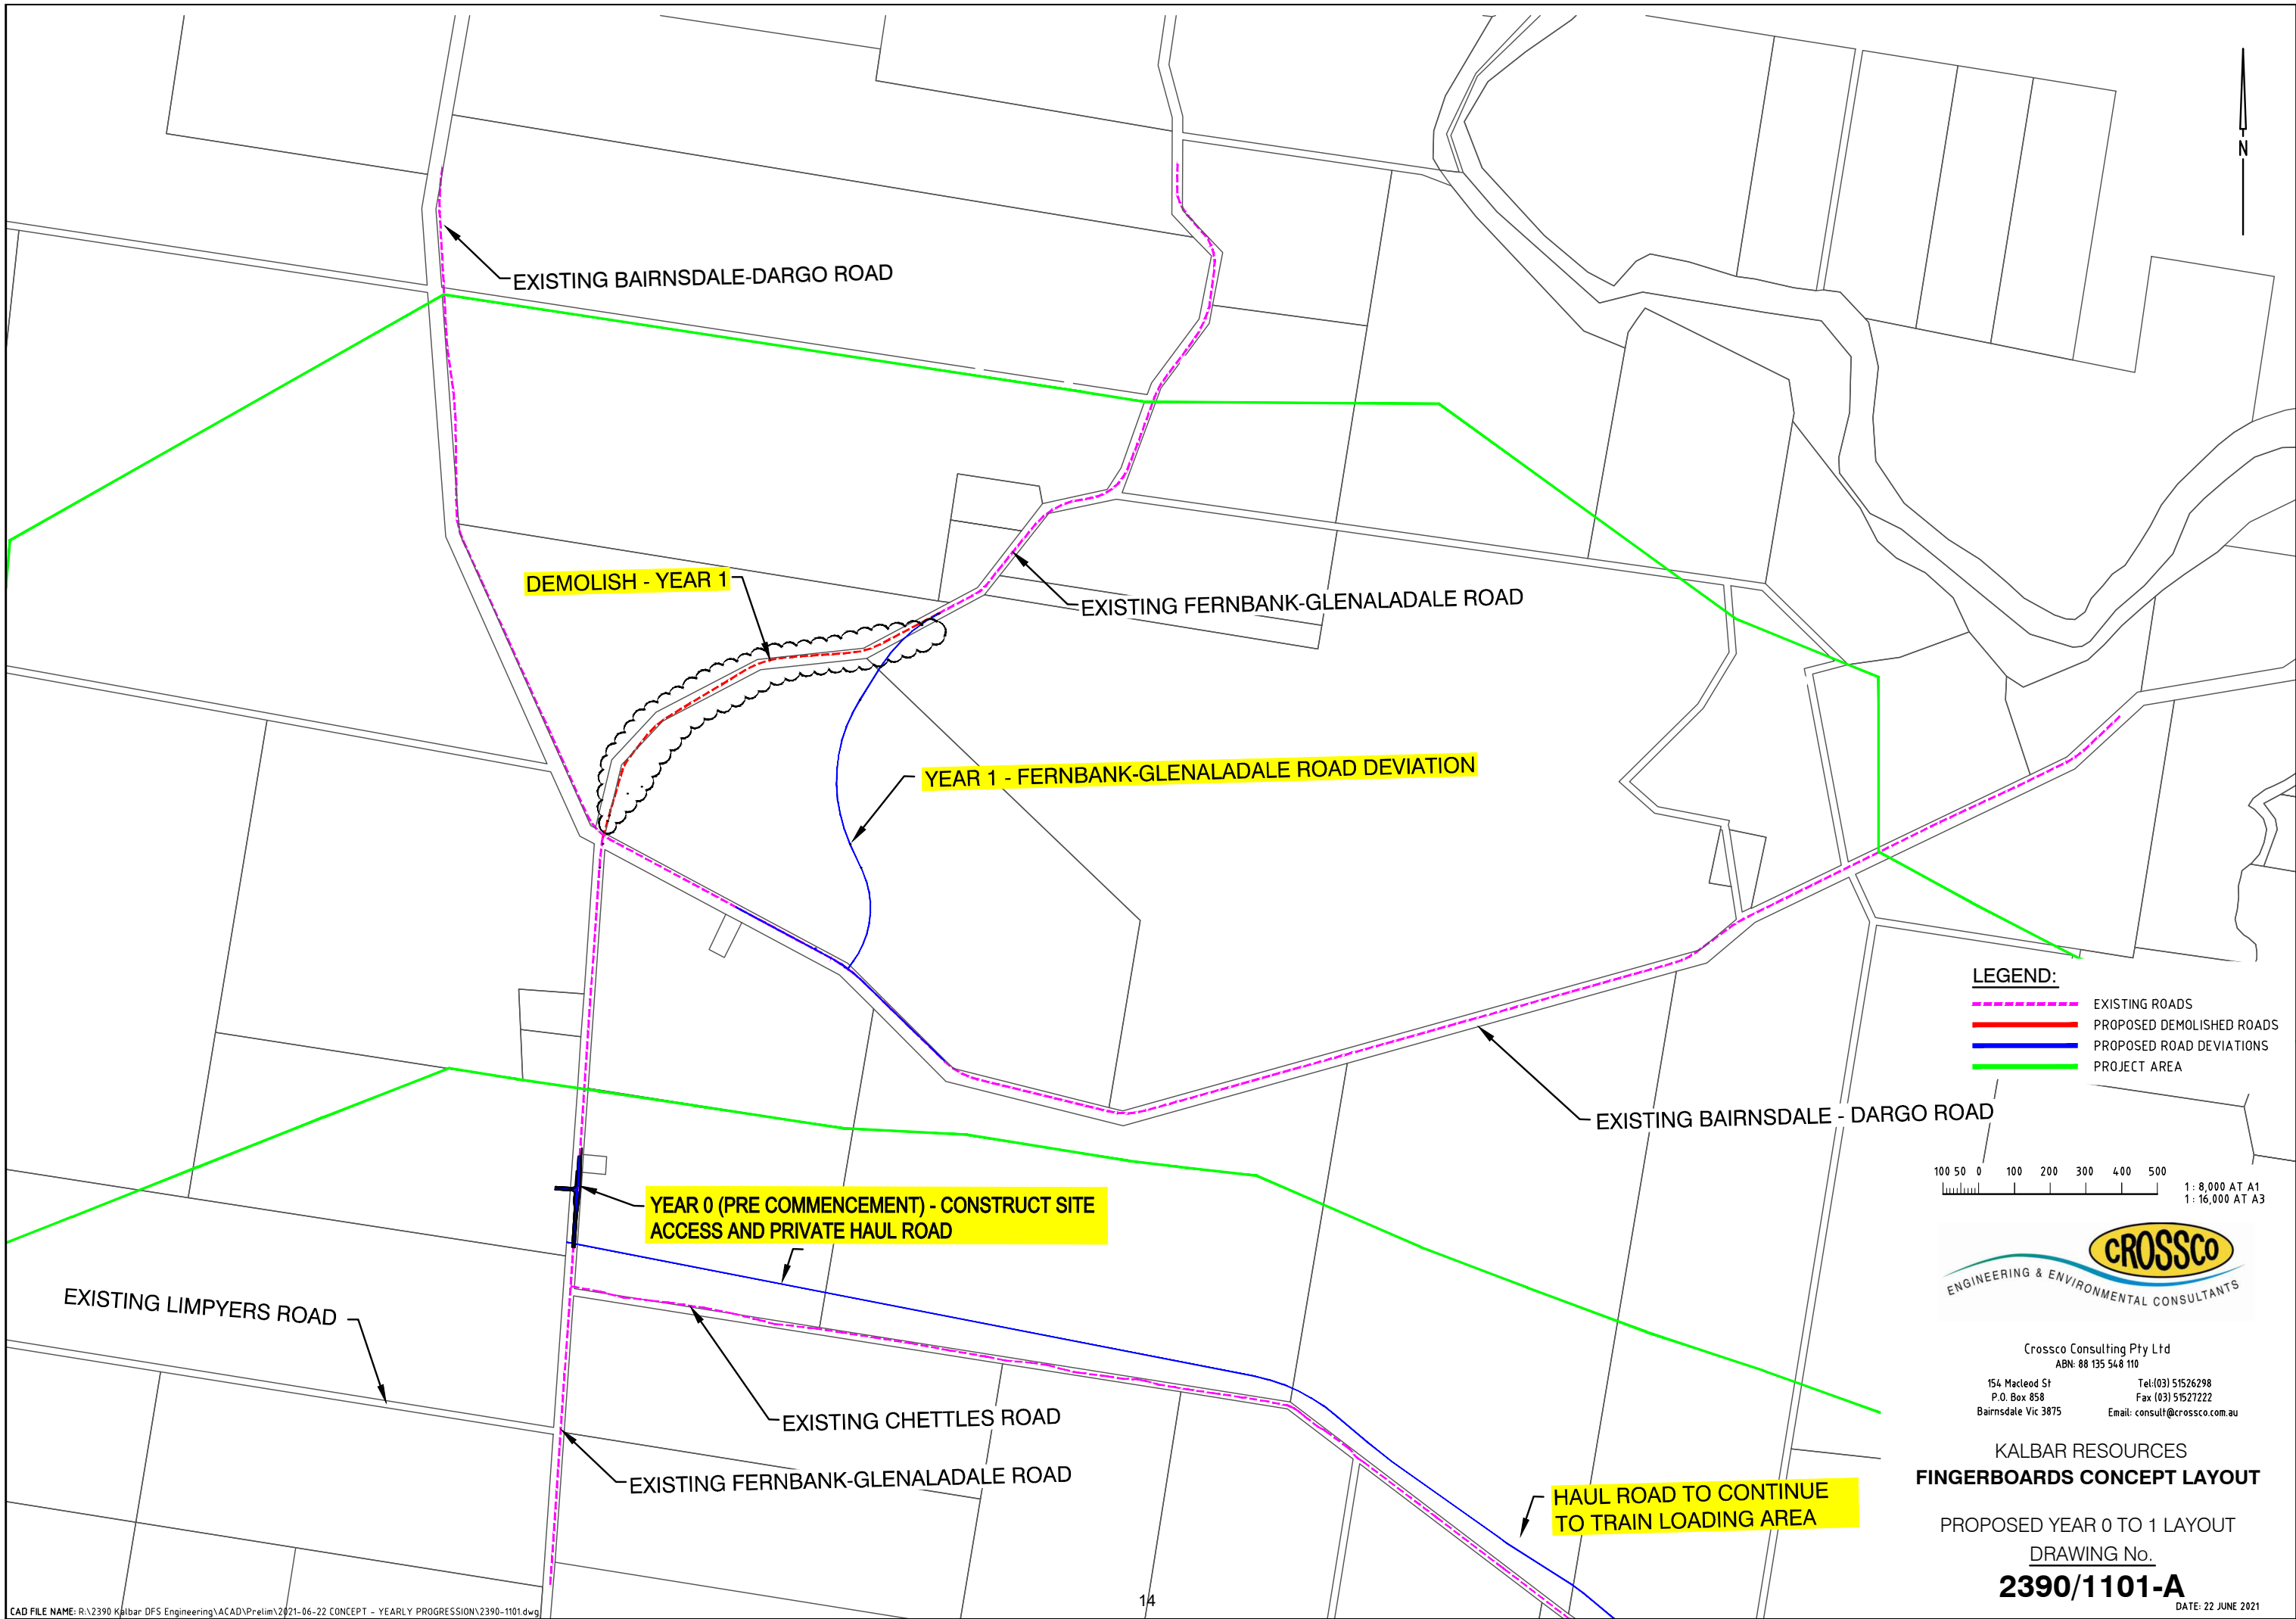 N
EXISTING BAIRNSDALE-DARGO ROAD
DEMOLISH - YEAR 1
EXISTING FERNBANK-GLENALADALE ROAD
YEAR 1 - FERNBANK-GLENALADALE ROAD DEVIATION
LEGEND:
EXISTING ROADS
PROPOSED DEMOLISHED ROADS
PROPOSED ROAD DEVIATIONS
PROJECT AREA
EXISTING BAIRNSDALE - DARGO ROAD
100 50 0 100 200 300 400 500
1 : 8,000 AT A1
1 : 16,000 AT A3
YEAR 0 (PRE COMMENCEMENT) - CONSTRUCT SITE
ACCESS AND PRIVATE HAUL ROAD
CROSSCO
ENGINEERING & ENVIRONMENTAL CONSULTANTS
EXISTING LIMPYERS ROAD
Crossco Consulting Pty Ltd
ABN: 88 135 548 110
154 Macleod St
P.O. Box 858
Bairnsdale Vic 3875
Tel:(03) 51526298
Fax (03) 51527222
Email: consult@crossco.com.au
EXISTING CHETTLES ROAD
EXISTING FERNBANK-GLENALADALE ROAD
KALBAR RESOURCES
FINGERBOARDS CONCEPT LAYOUT
HAUL ROAD TO CONTINUE
TO TRAIN LOADING AREA
PROPOSED YEAR 0 TO 1 LAYOUT
DRAWING No.
2390/1101-A
DATE: 22 JUNE 2021
14
CAD FILE NAME: R:\2390 Kalbar DFS Engineering\ACAD\Prelim\2021-06-22 CONCEPT - YEARLY PROGRESSION\2390-1101.dwg